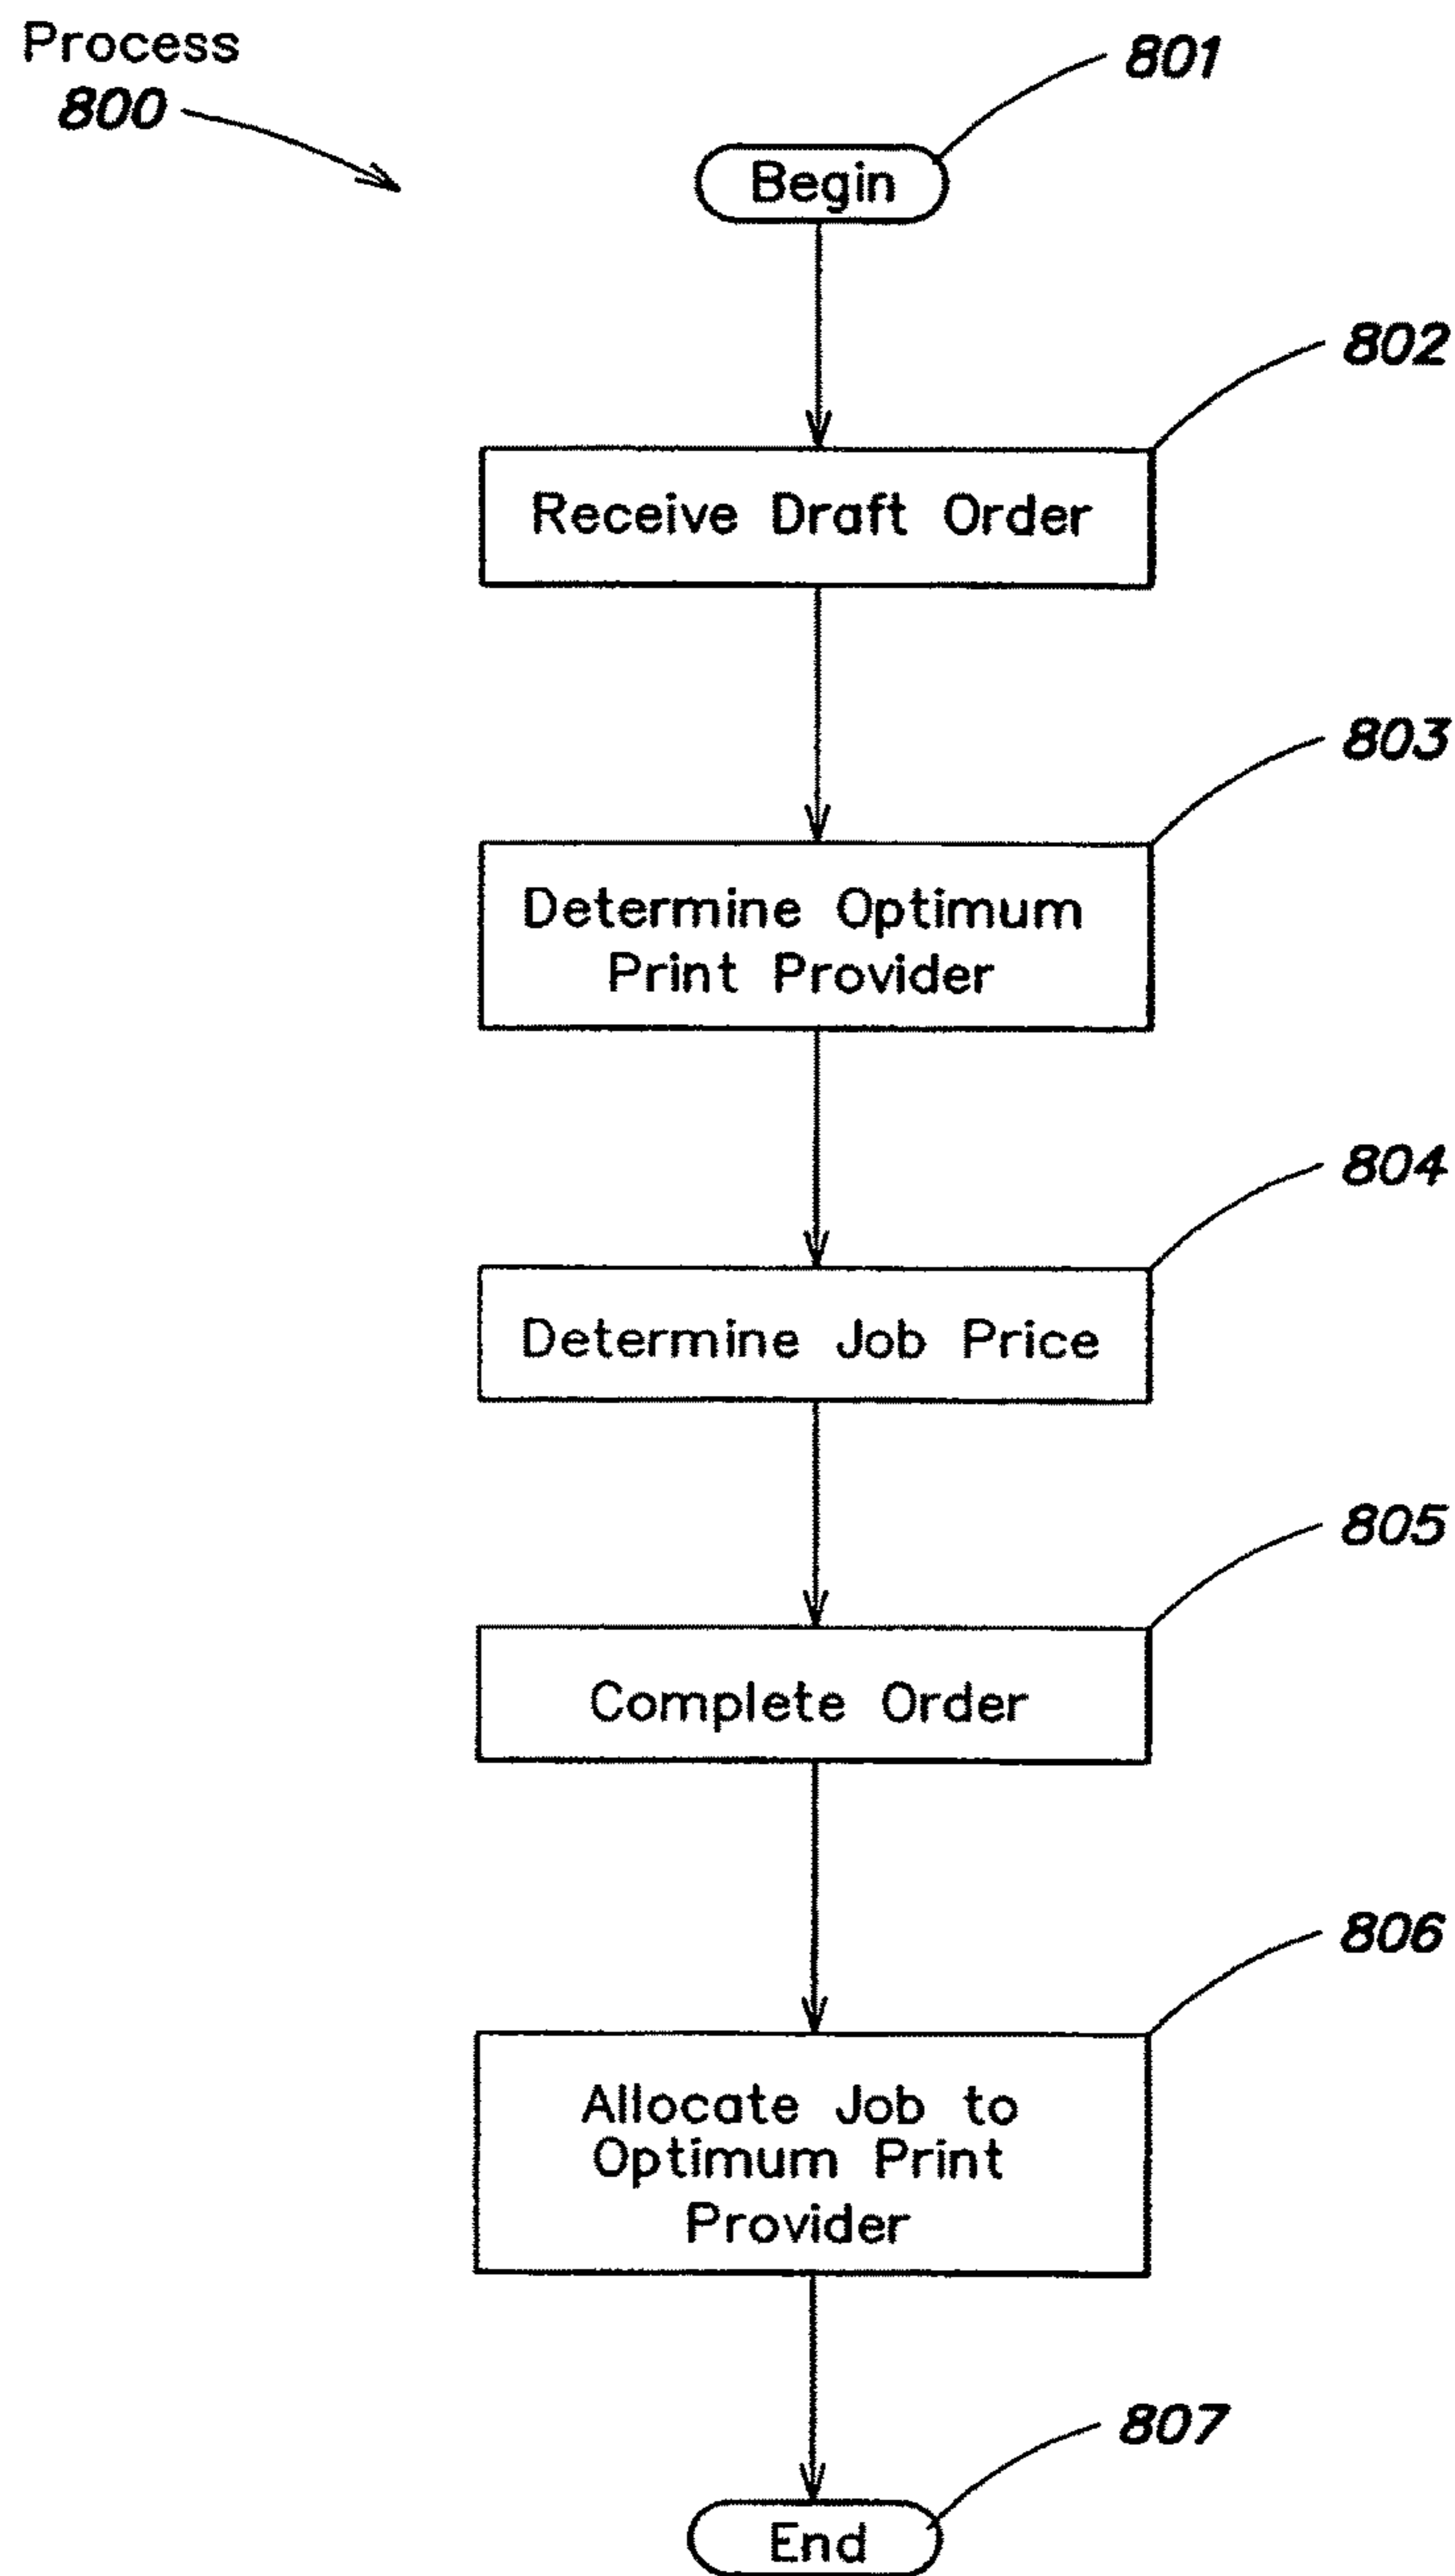 Process
800
801
Begin
802
Receive Draft Order
803
Determine Optimum
Print Provider
804
Determine Job Price
805
Complete Order
806
Allocate Job to
Optimum Print
Provider
807
End